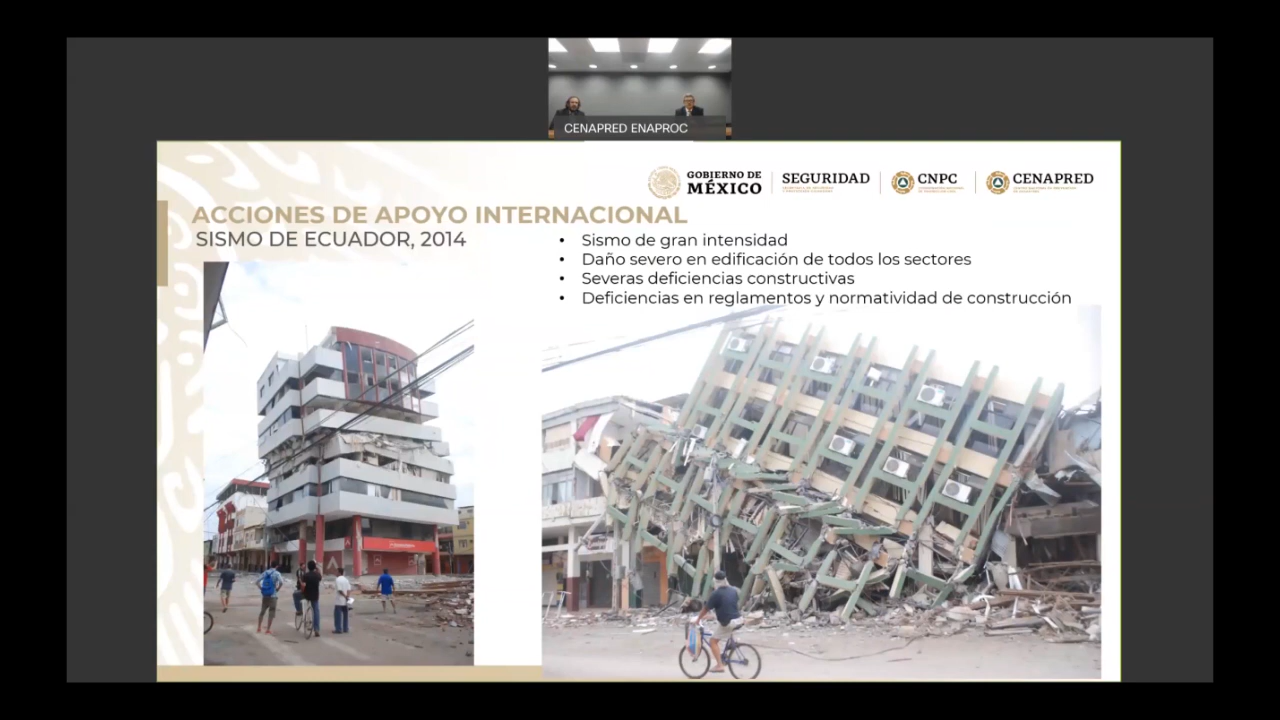 CENAPRED ENAPROC
GOBIERNO DE
MÉXICO
SEGURIDAD
CNPC
CENAPRED
ACCIONES DE APOYO INTERNACIONAL
SISMO DE ECUADOR, 2014
• Sismo de gran intensidad
• Daño severo en edificación de todos los sectores
• Severas deficiencias constructivas
• Deficiencias en reglamentos y normatividad de construcción